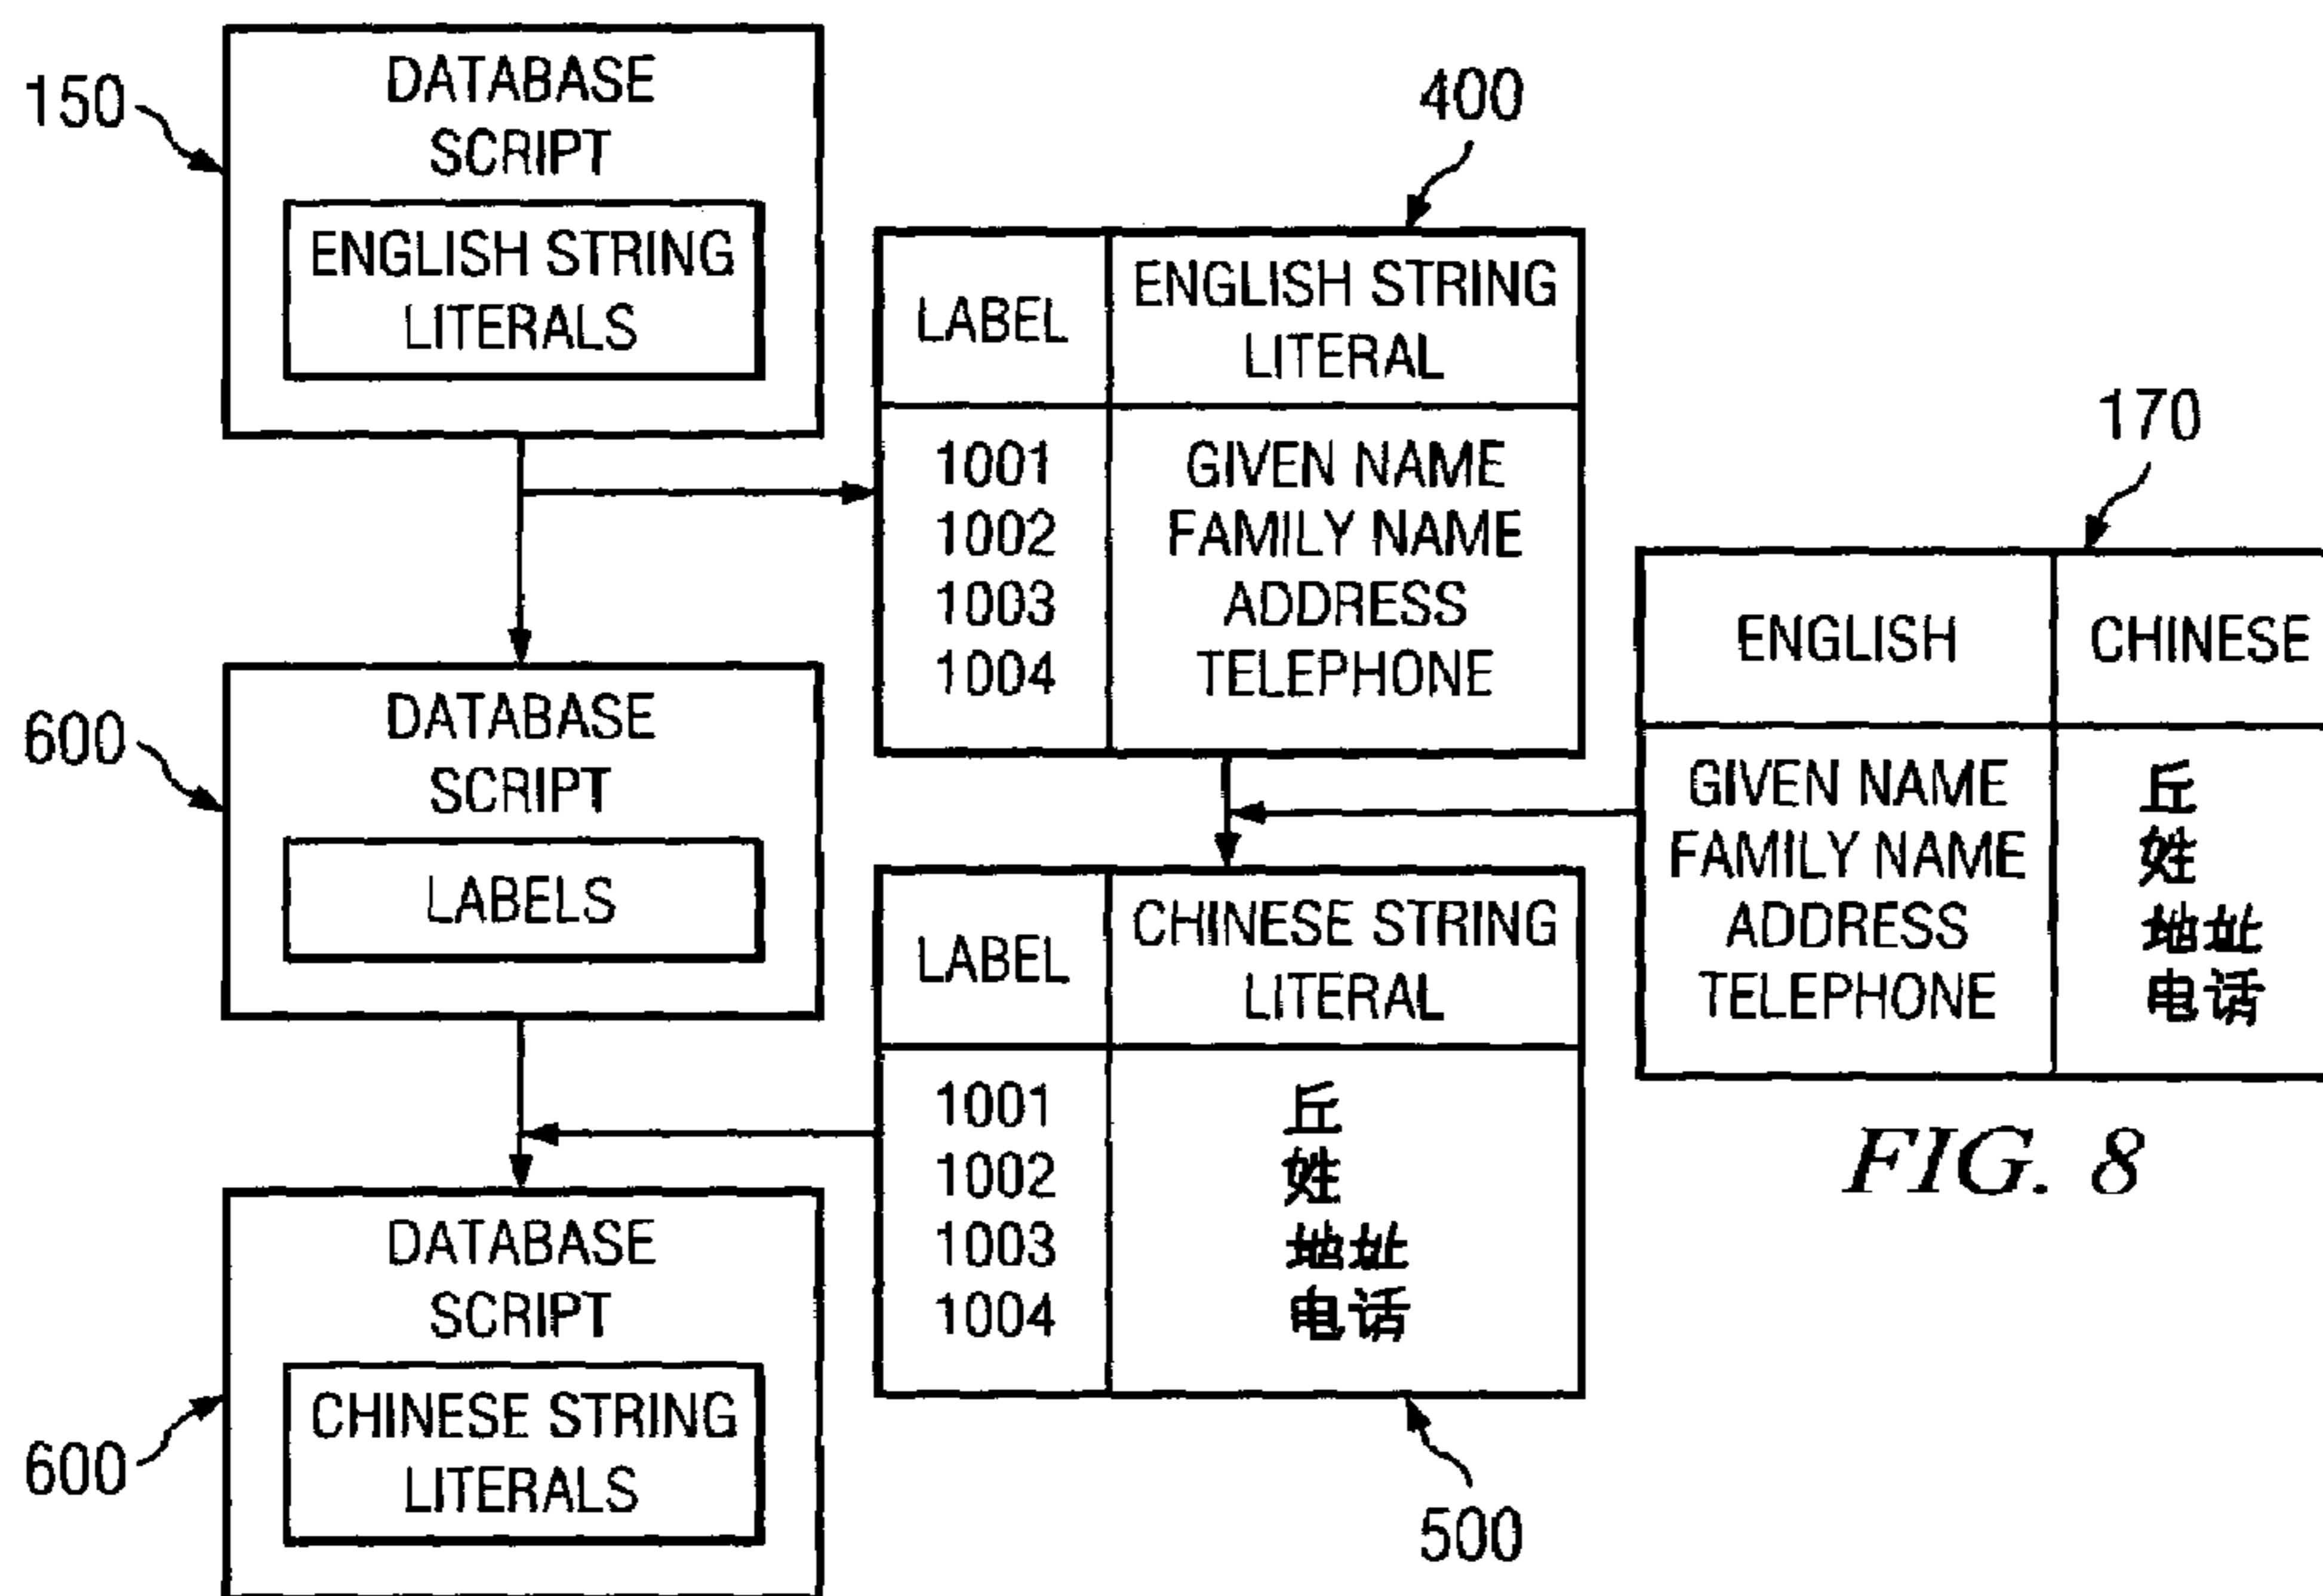 150
DATABASE
SCRIPT
ENGLISH STRING
LITERALS
400
LABEL
ENGLISH STRING
LITERAL
1001 GIVEN NAME
1002 FAMILY NAME
1003 ADDRESS
1004 TELEPHONE
170
ENGLISH CHINESE
GIVEN NAME 丘
FAMILY NAME 姓
ADDRESS 地址
TELEPHONE 电话
600
DATABASE
SCRIPT
LABELS
LABEL
CHINESE STRING
LITERAL
1001 丘
1002 姓
1003 地址
1004 电话
500
600
DATABASE
SCRIPT
CHINESE STRING
LITERALS
FIG. 8